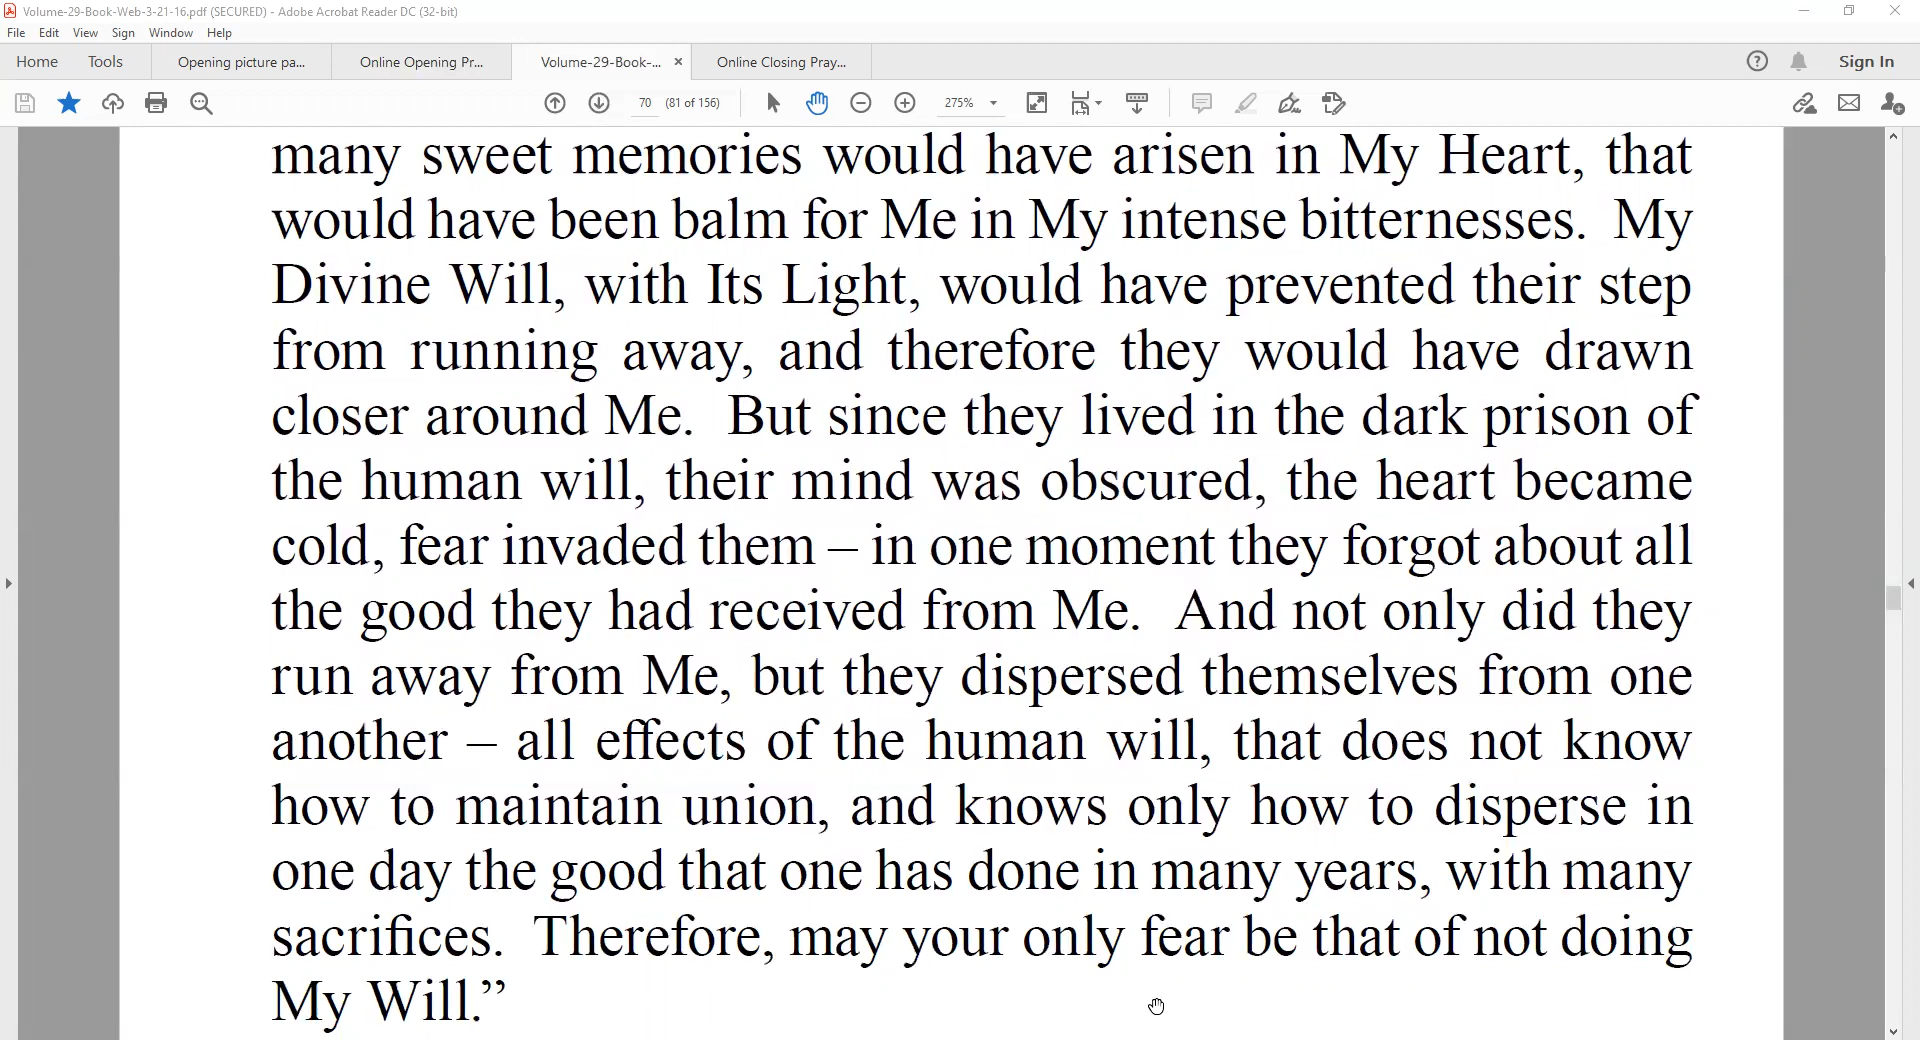 Volume-29-Book-Web-3-21-16.pdf (SECURED) - Adobe Acrobat Reader DC (32-bit)
File Edit View Sign Window Help
Home Tools Opening picture pa... Online Opening Pr... Volume-29-Book-... × Online Closing Pray... Sign In
70 (81 of 156) 275%
many sweet memories would have arisen in My Heart, that
would have been balm for Me in My intense bitternesses. My
Divine Will, with Its Light, would have prevented their step
from running away, and therefore they would have drawn
closer around Me. But since they lived in the dark prison of
the human will, their mind was obscured, the heart became
cold, fear invaded them – in one moment they forgot about all
the good they had received from Me. And not only did they
run away from Me, but they dispersed themselves from one
another – all effects of the human will, that does not know
how to maintain union, and knows only how to disperse in
one day the good that one has done in many years, with many
sacrifices. Therefore, may your only fear be that of not doing
My Will.”